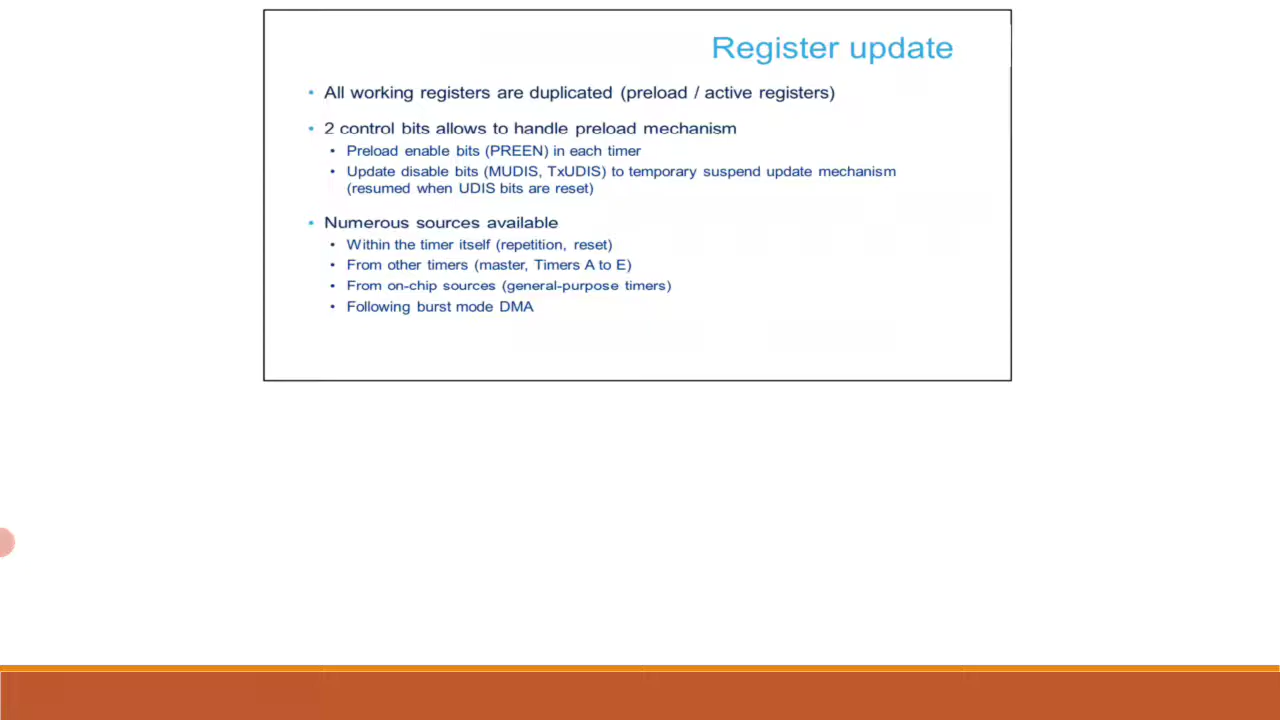 Register update
• All working registers are duplicated (preload / active registers)
• 2 control bits allows to handle preload mechanism
• Preload enable bits (PREEN) in each timer
• Update disable bits (MUDIS, TxUDIS) to temporary suspend update mechanism
(resumed when UDIS bits are reset)
• Numerous sources available
• Within the timer itself (repetition, reset)
• From other timers (master, Timers A to E)
• From on-chip sources (general-purpose timers)
• Following burst mode DMA